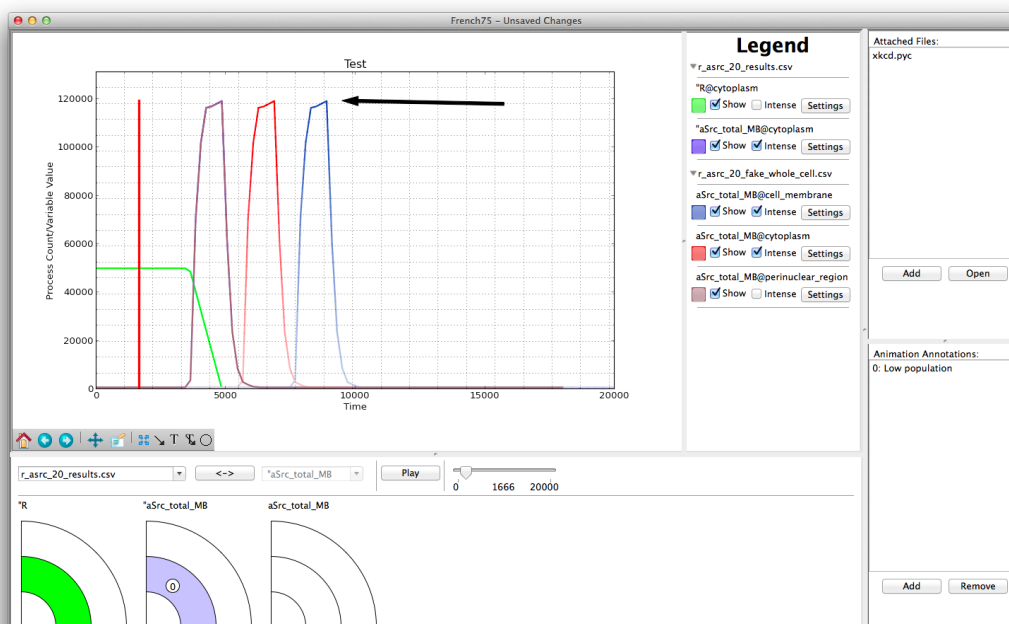 French75 – Unsaved Changes
Test
Process Count/Variable Value
120000
100000
80000
60000
40000
20000
0
0
5000
10000
15000
20000
Time
T
T
Legend
r_asrc_20_results.csv
"R@cytoplasm
Show Intense Settings
"aSrc_total_MB@cytoplasm
Show Intense Settings
r_asrc_20_fake_whole_cell.csv
aSrc_total_MB@cell_membrane
Show Intense Settings
aSrc_total_MB@cytoplasm
Show Intense Settings
aSrc_total_MB@perinuclear_region
Show Intense Settings
Attached Files:
xkcd.pyc
Add Open
Animation Annotations:
0: Low population
Add Remove
r_asrc_20_results.csv <-> "aSrc_total_MB Play
0 1666 20000
"R "aSrc_total_MB aSrc_total_MB
0